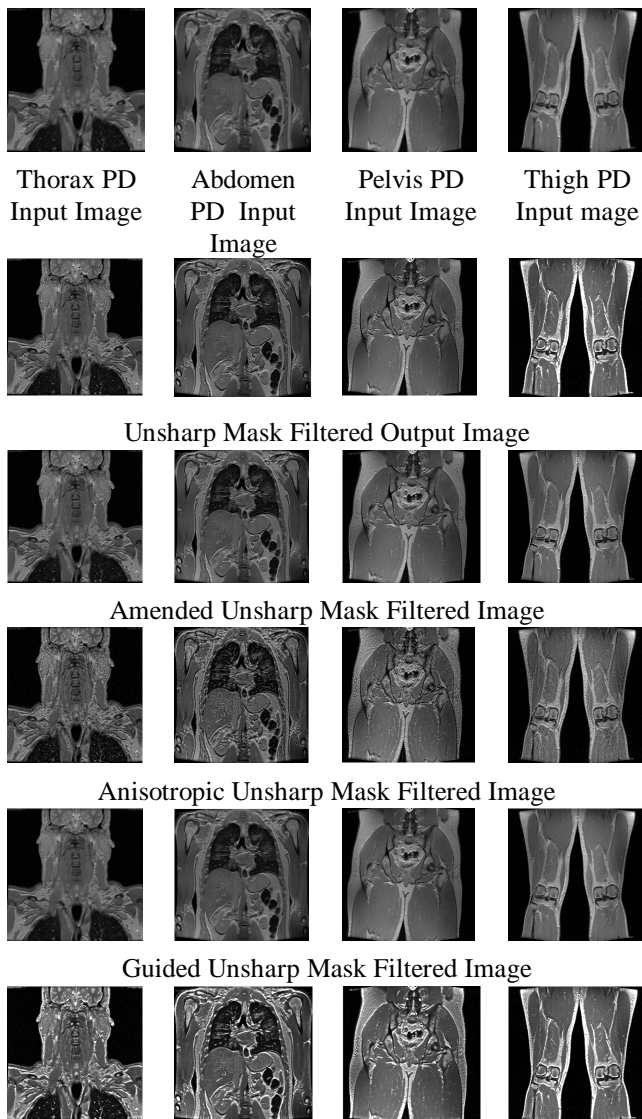 Thorax PD
Input Image
Abdomen
PD Input
Image
Pelvis PD
Input Image
Thigh PD
Input mage
Unsharp Mask Filtered Output Image
Amended Unsharp Mask Filtered Image
Anisotropic Unsharp Mask Filtered Image
Guided Unsharp Mask Filtered Image